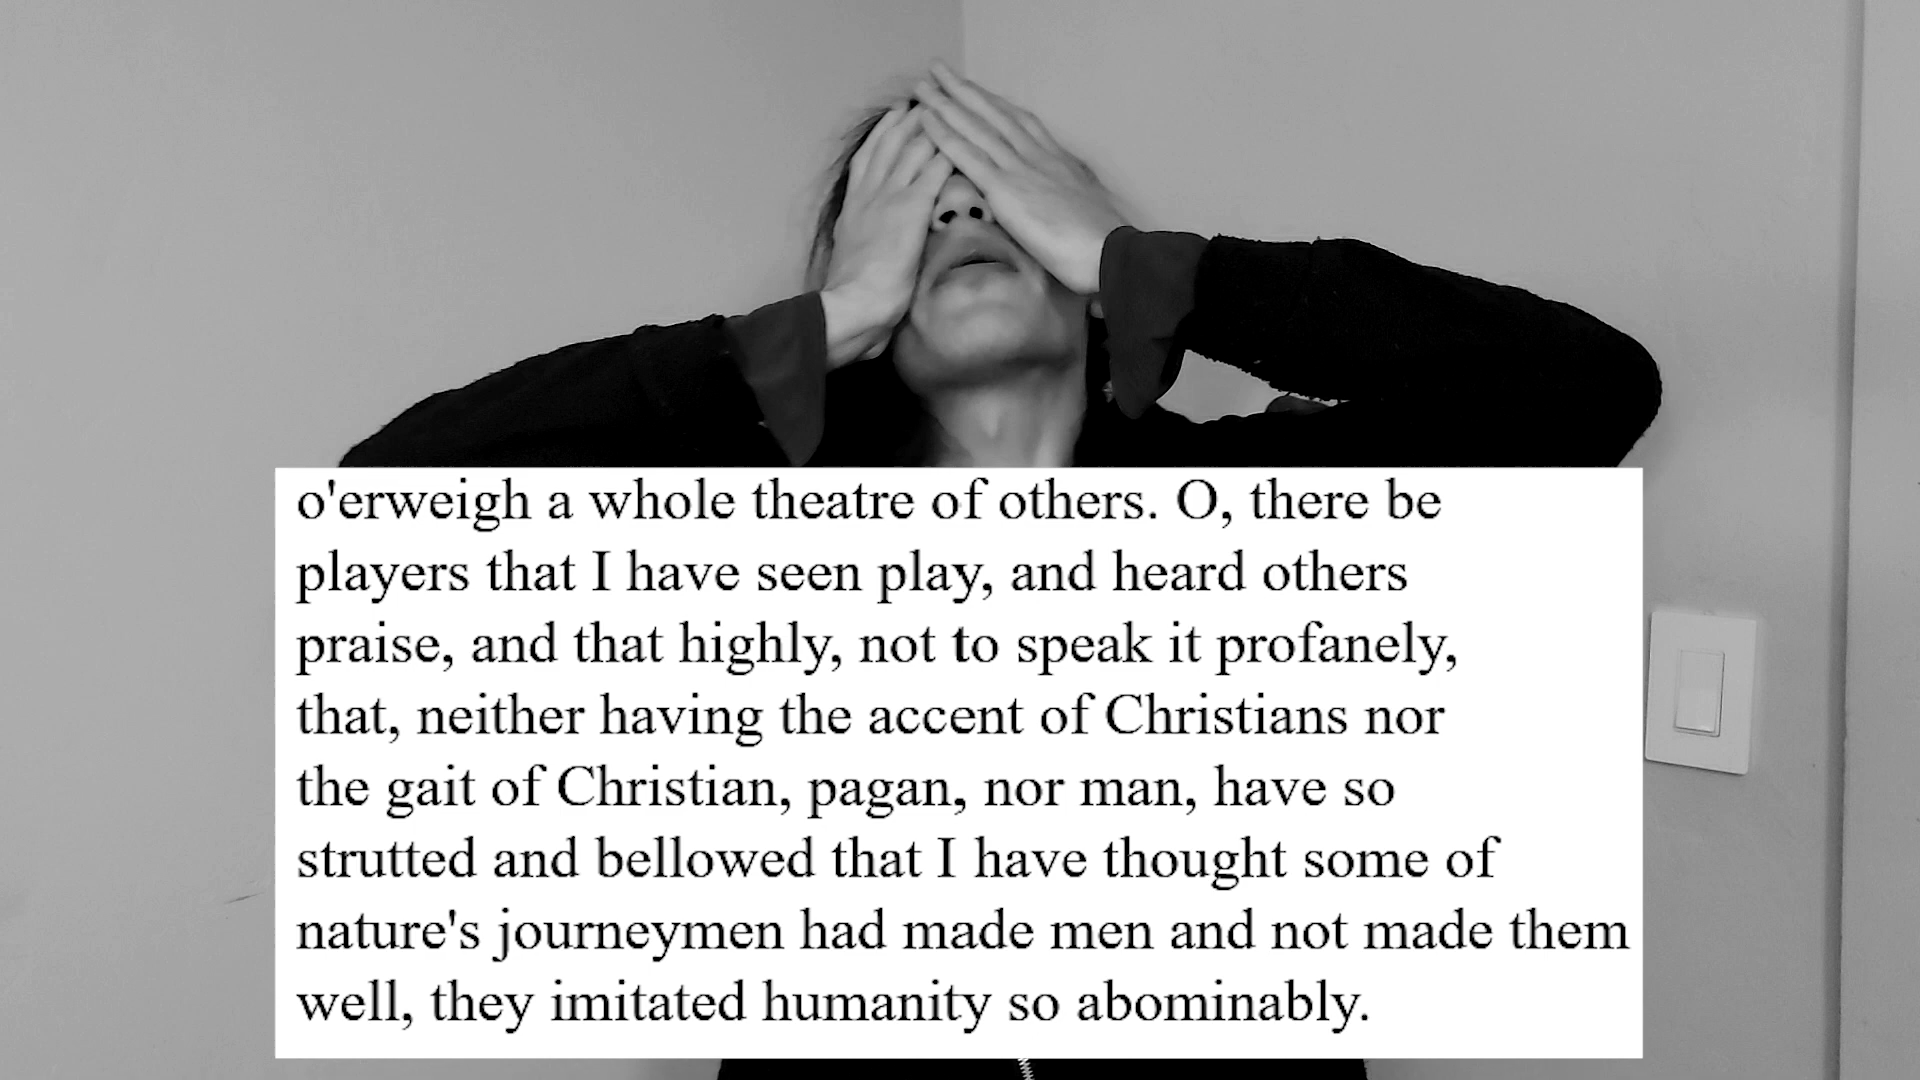 o'erweigh a whole theatre of others. O, there be
players that I have seen play, and heard others
praise, and that highly, not to speak it profanely,
that, neither having the accent of Christians nor
the gait of Christian, pagan, nor man, have so
strutted and bellowed that I have thought some of
nature's journeymen had made men and not made them
well, they imitated humanity so abominably.